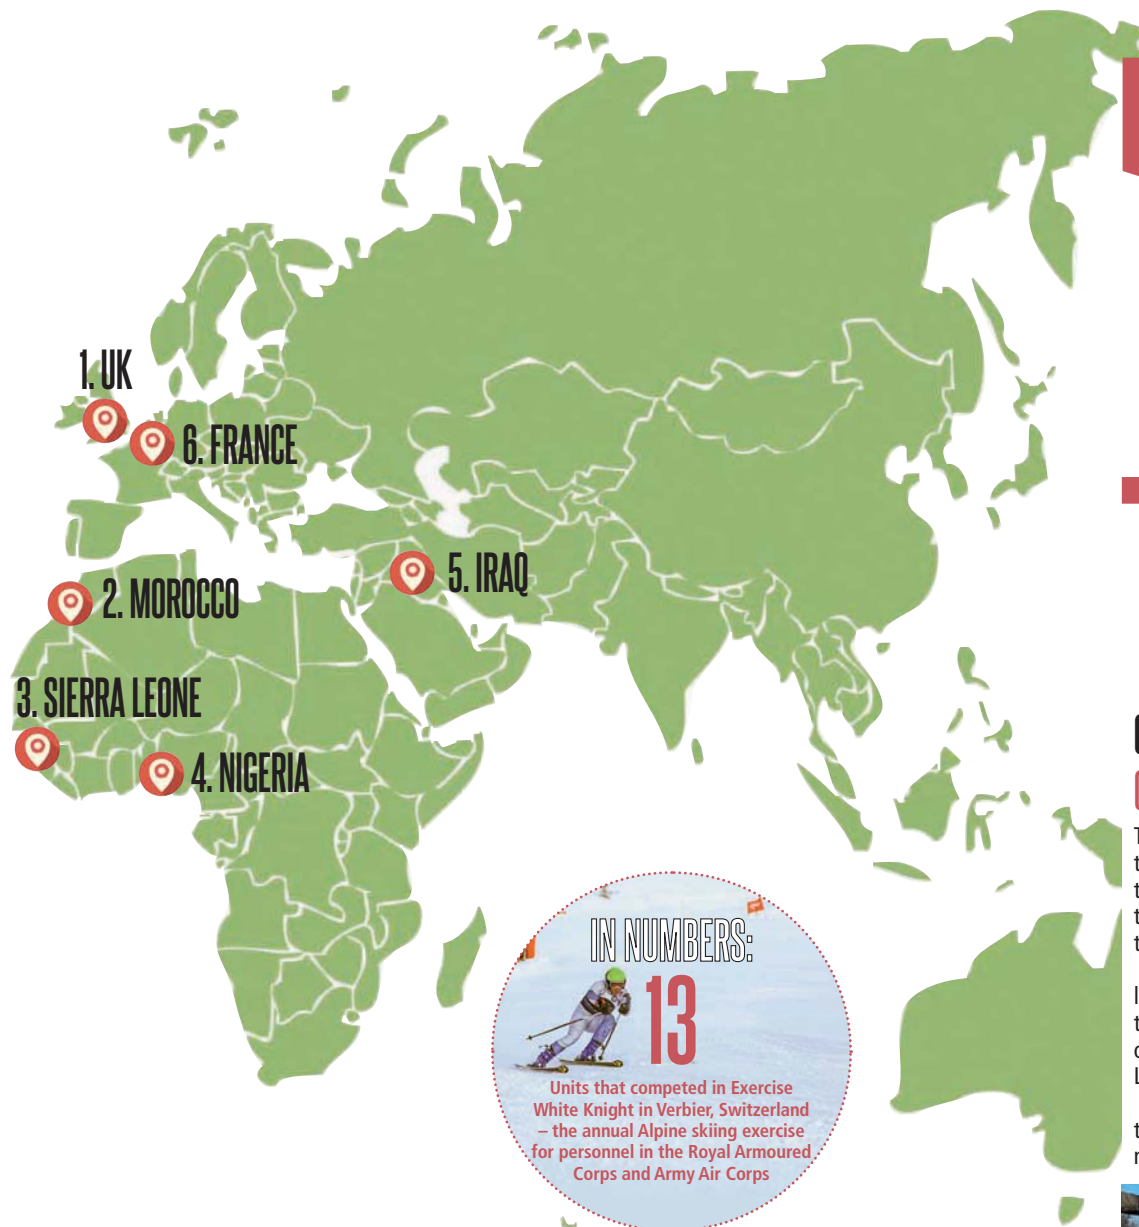 1. UK
6. FRANCE
5. IRAQ
2. MOROCCO
3. SIERRA LEONE
4. NIGERIA
IN NUMBERS:
13
Units that competed in Exercise
White Knight in Verbier, Switzerland
– the annual Alpine skiing exercise
for personnel in the Royal Armoured
Corps and Army Air Corps